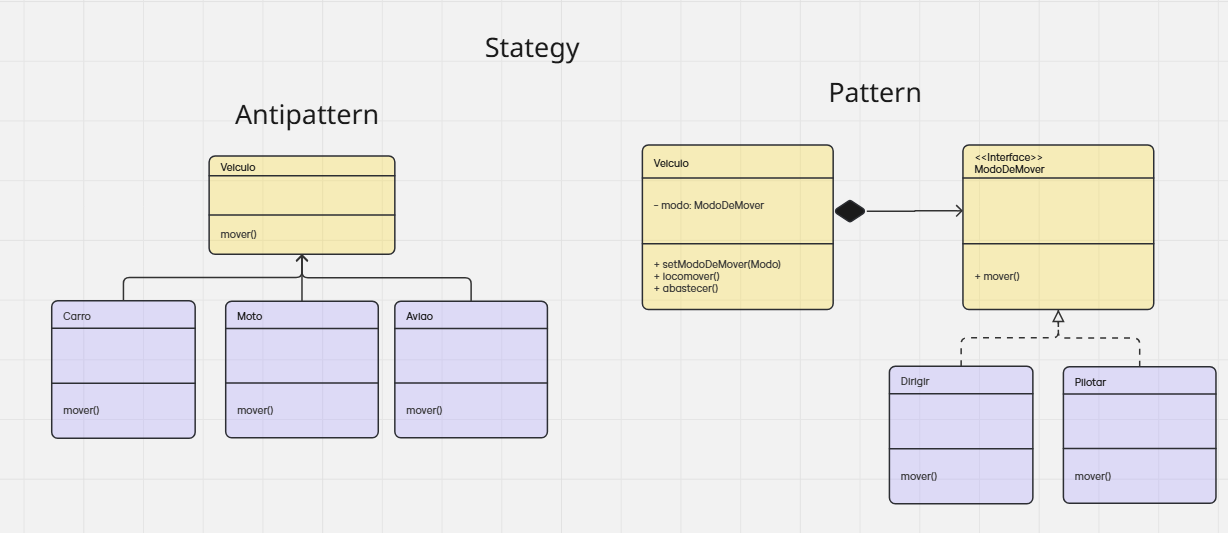 Stategy
Antipattern
Veiculo
mover()
Carro
mover()
Moto
mover()
Aviao
mover()
Pattern
Veiculo
- modo: ModoDeMover
+ setModoDeMover(Modo)
+ locomover()
+ abastecer()
<<Interface>>
ModoDeMover
+ mover()
Dirigir
mover()
Pilotar
mover()